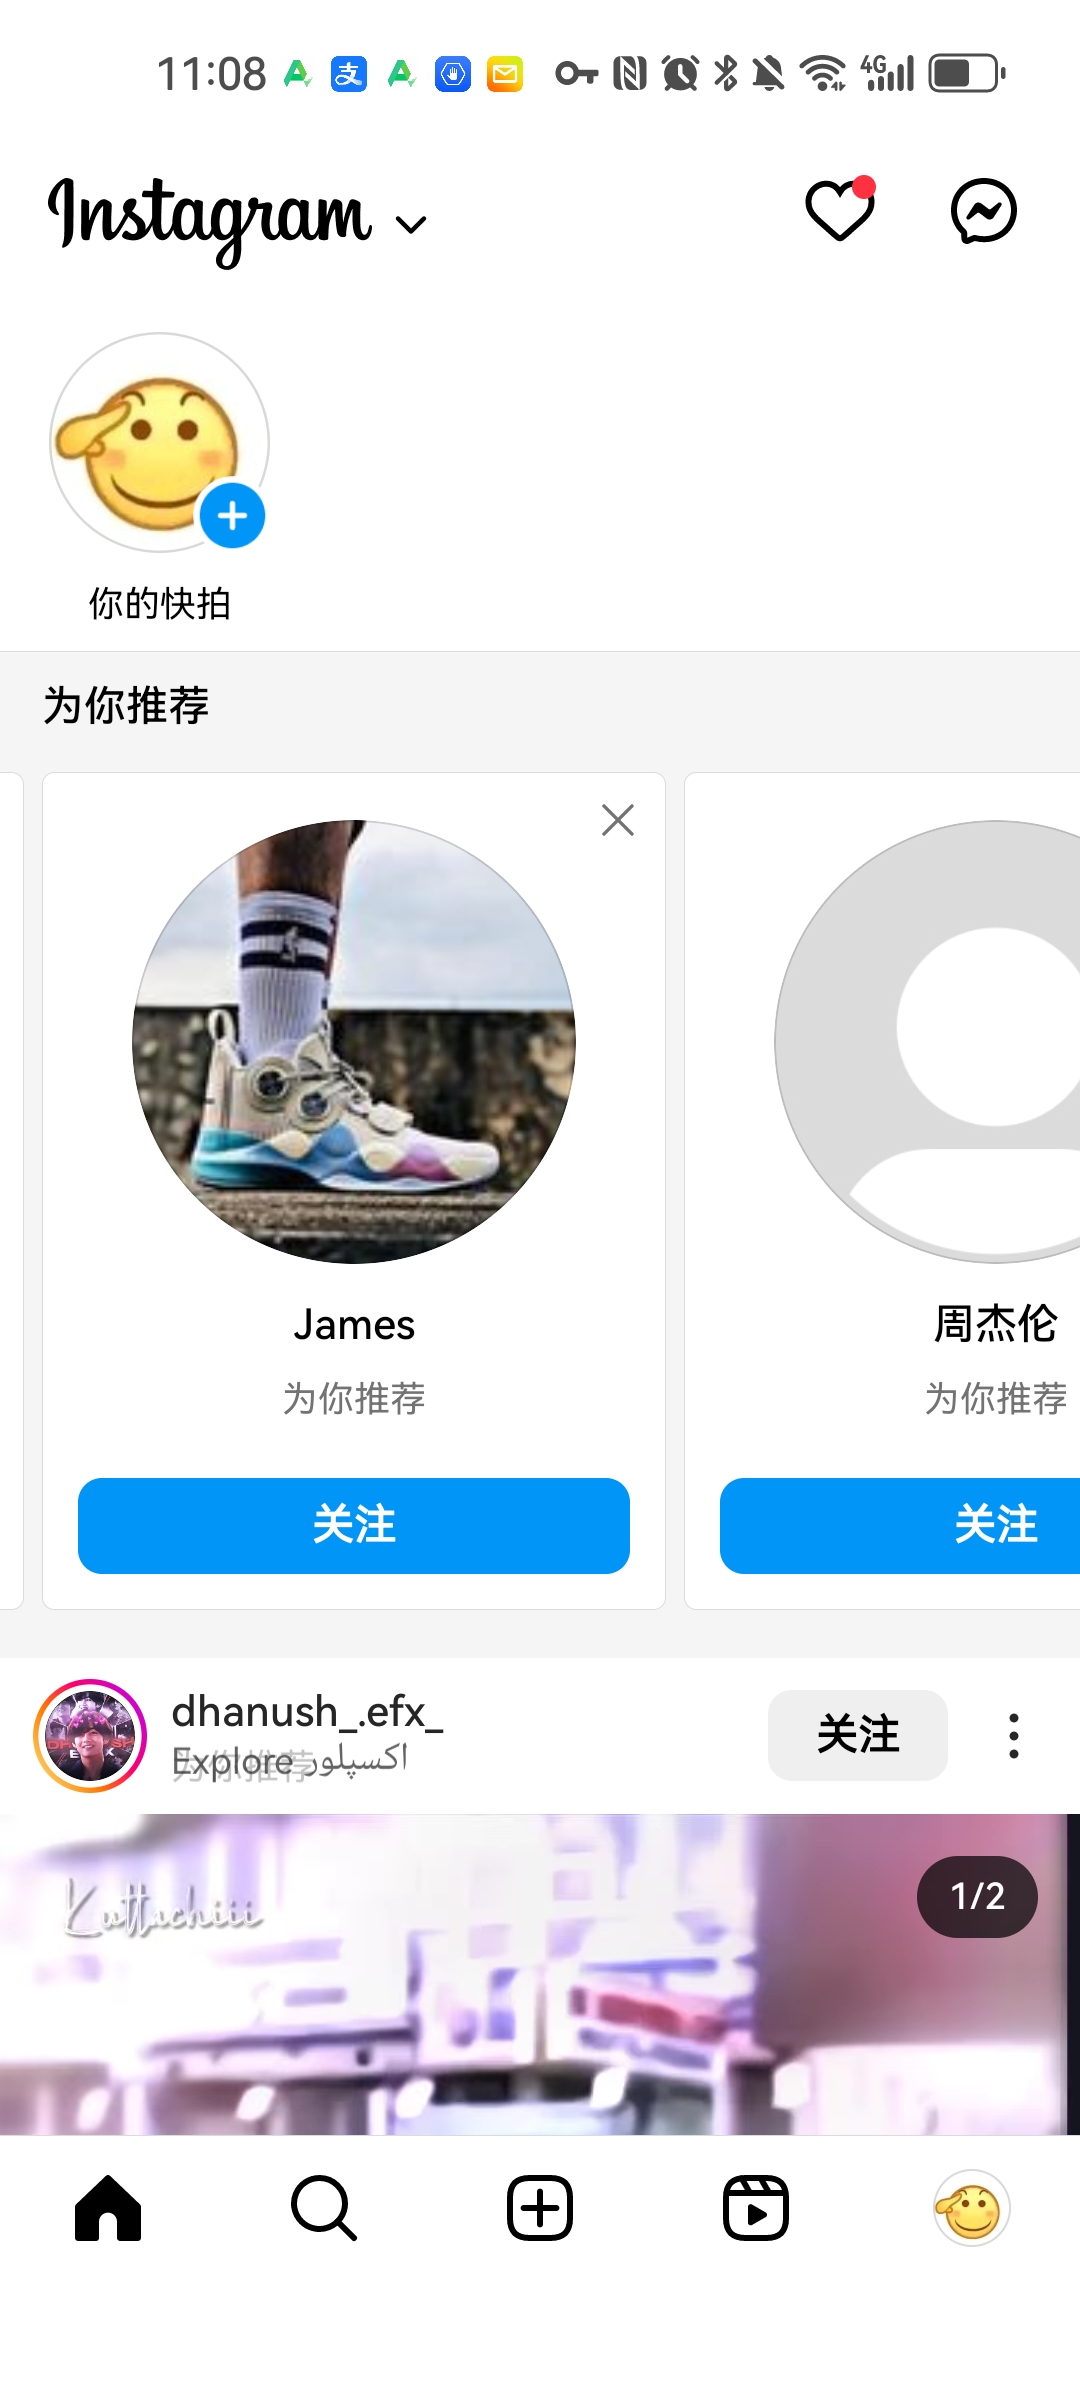 11:08
4G
Instagram
你的快拍
为你推荐
James
周杰伦
为你推荐
为你推荐
关注
关注
dhanush_.efx_
关注
Explore اکسپلور
为你推荐
Kuttachiii
1/2